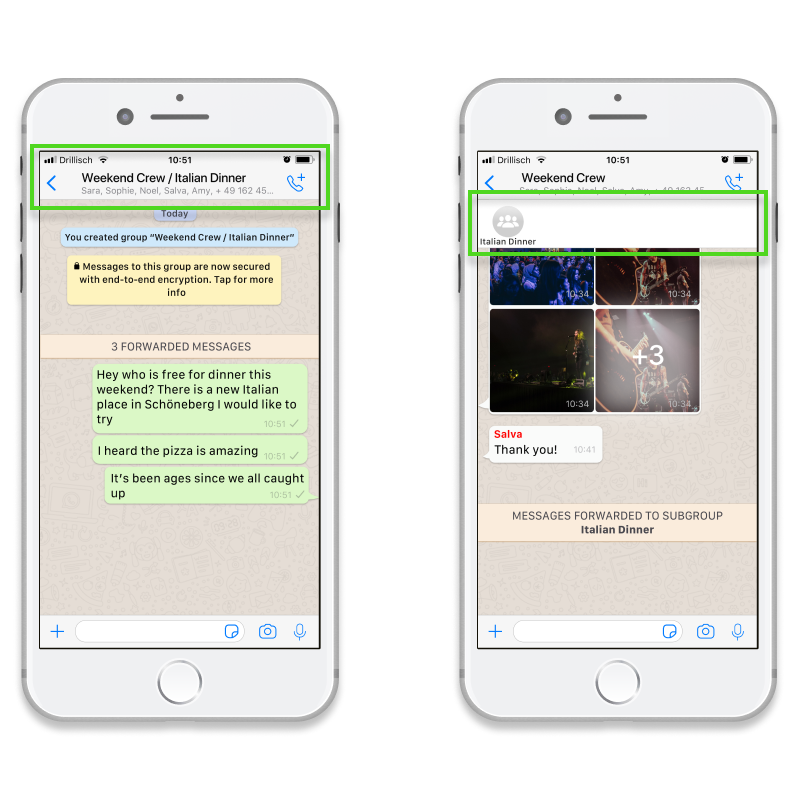 Drillisch 10:51
Weekend Crew / Italian Dinner
Sara, Sophie, Noel, Salva, Amy, + 49 162 45...
Today
You created group “Weekend Crew / Italian Dinner”
Messages to this group are now secured
with end-to-end encryption. Tap for more
info
3 FORWARDED MESSAGES
Hey who is free for dinner this
weekend? There is a new Italian
place in Schöneberg I would like to
try
10:51
I heard the pizza is amazing 10:51
It's been ages since we all caught
up
10:51
Drillisch 10:51
Weekend Crew
Sara, Sophie, Noel, Salva, Amy, + 49 162 45...
Italian Dinner
10:34 10:34
+3
10:34 10:34
Salva
Thank you! 10:41
MESSAGES FORWARDED TO SUBGROUP
Italian Dinner